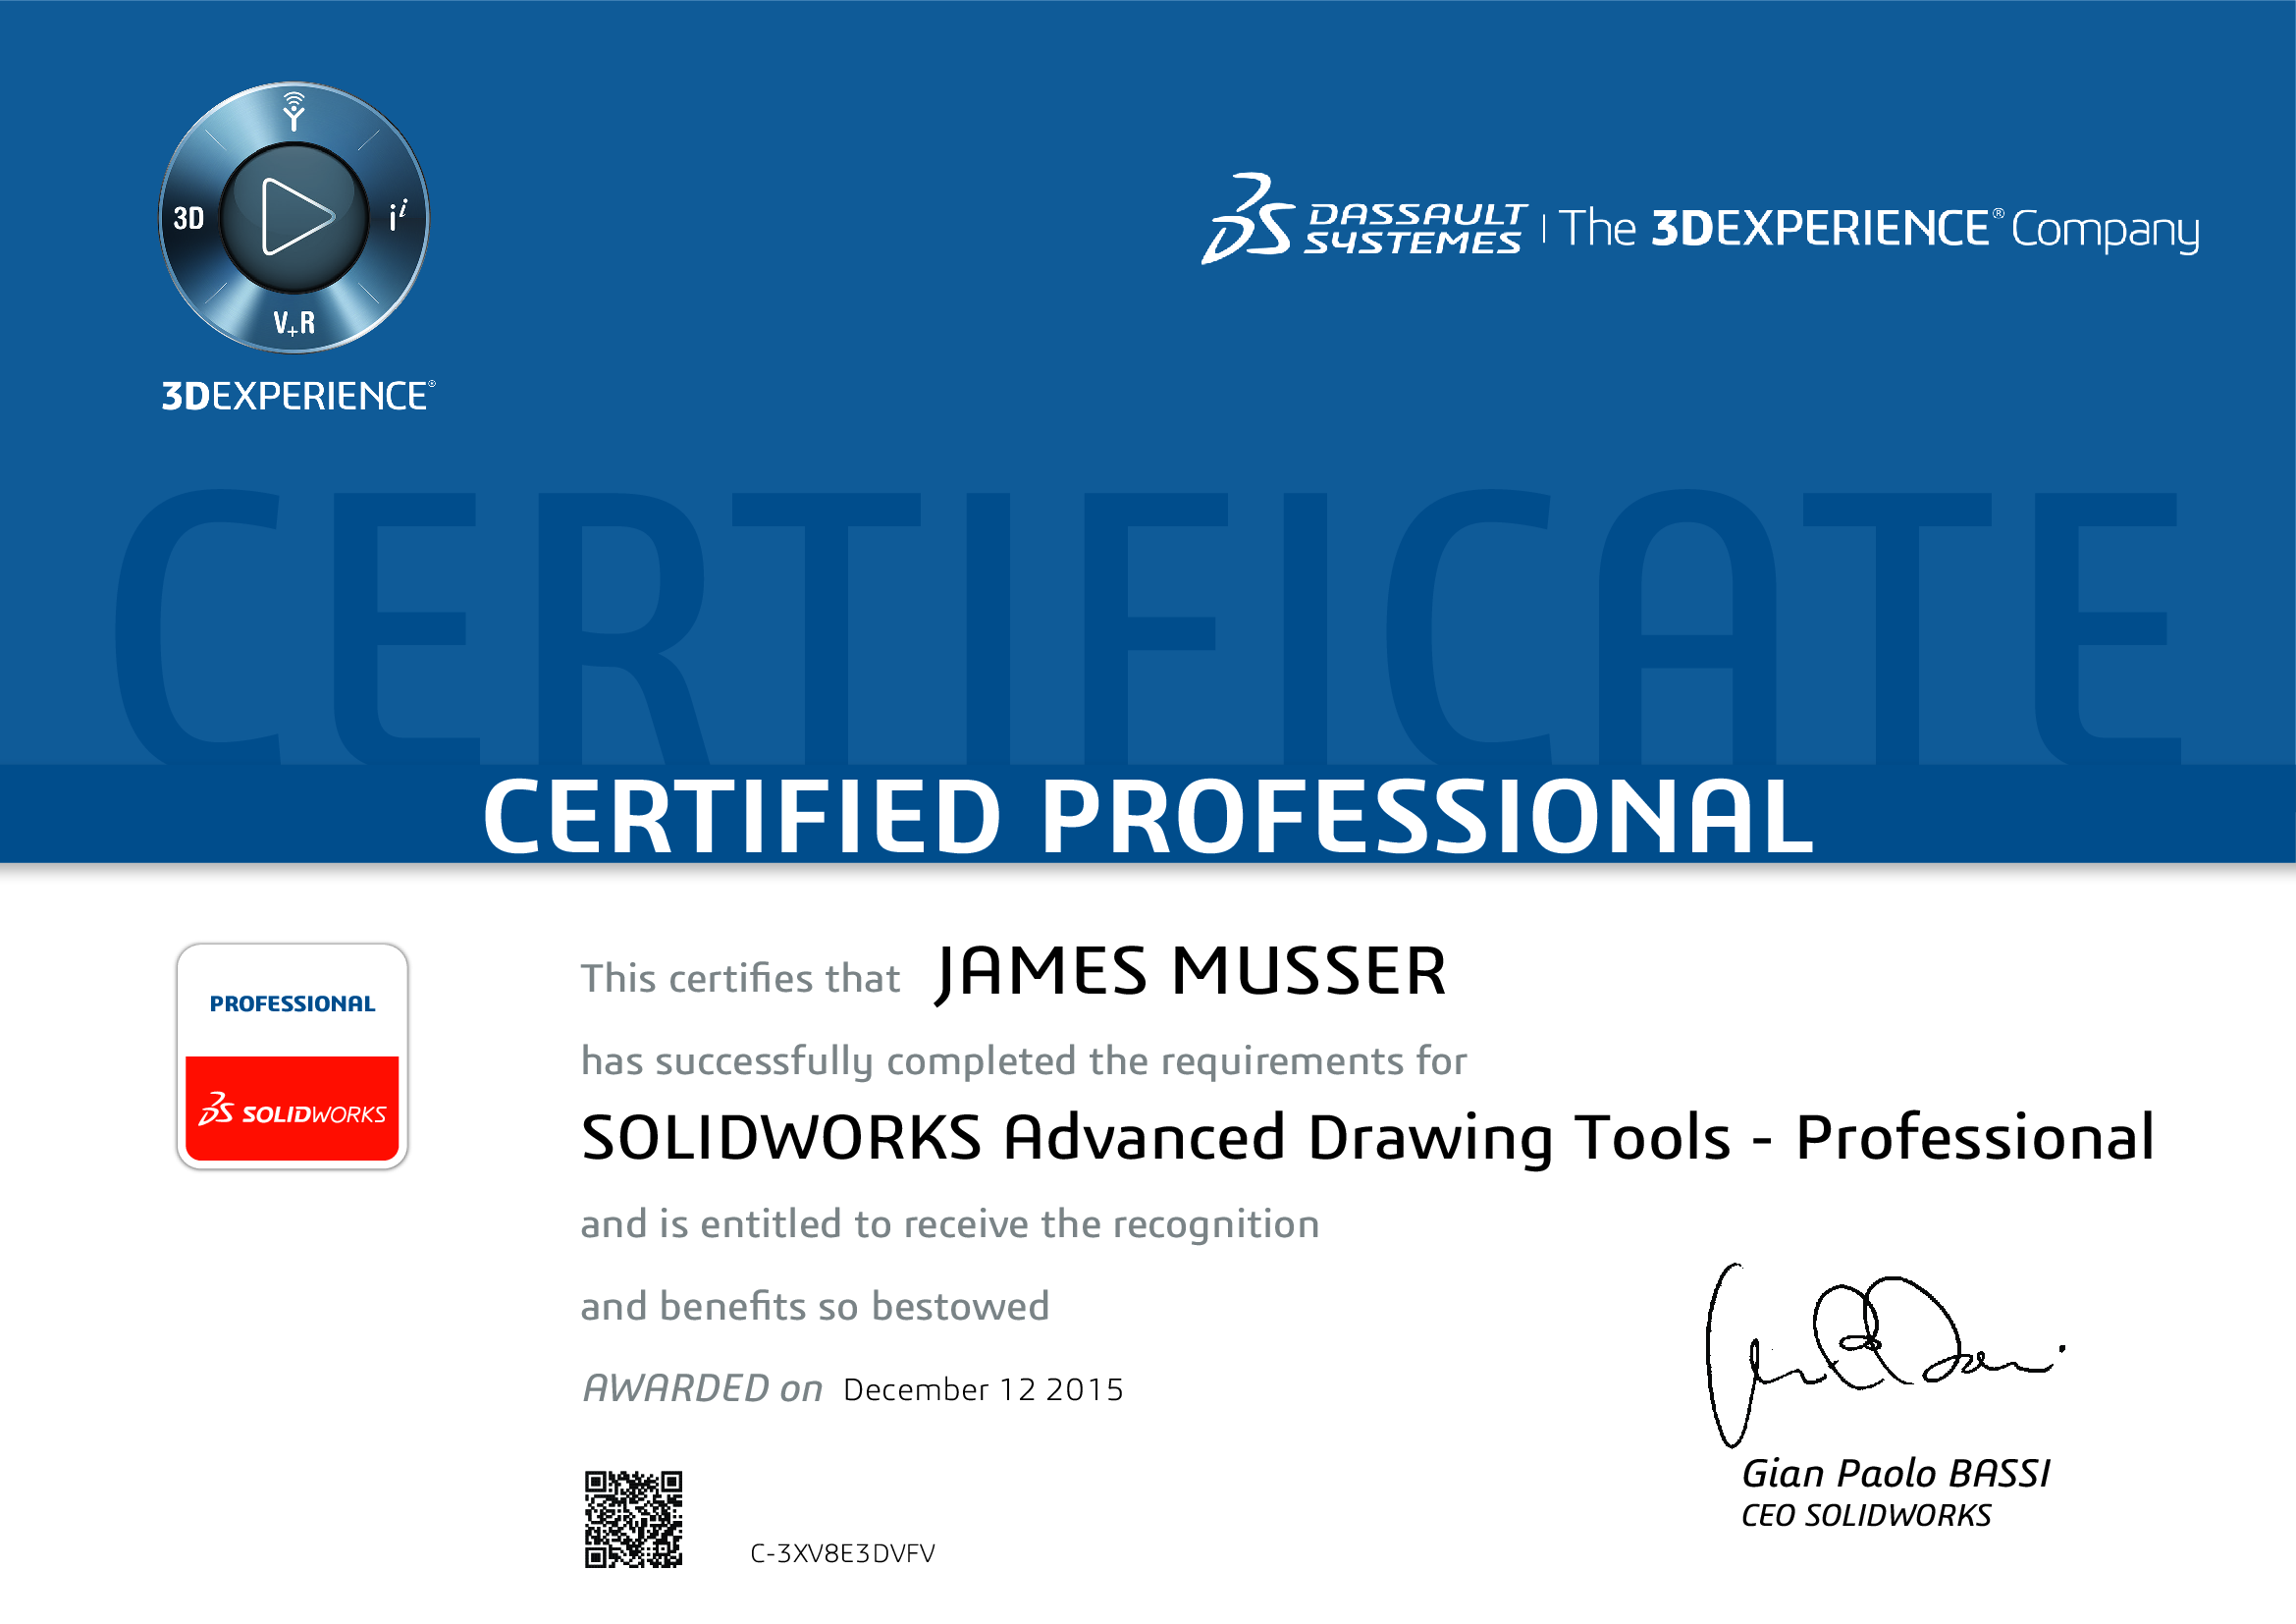 3D
i i
V+R
3DEXPERIENCE®
DASSAULT SYSTEMES | The 3DEXPERIENCE® Company
CERTIFICATE
CERTIFIED PROFESSIONAL
PROFESSIONAL
SOLIDWORKS
This certifies that JAMES MUSSER
has successfully completed the requirements for
SOLIDWORKS Advanced Drawing Tools - Professional
and is entitled to receive the recognition
and benefits so bestowed
AWARDED on December 12 2015
Gian Paolo BASSI
CEO SOLIDWORKS
C-3XV8E3DVFV